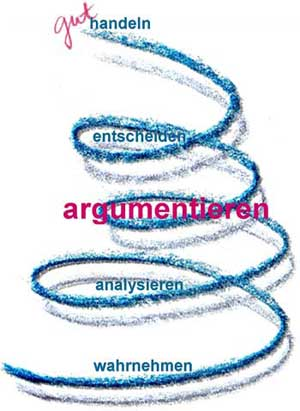 gut handeln
entscheiden
argumentieren
analysieren
wahrnehmen